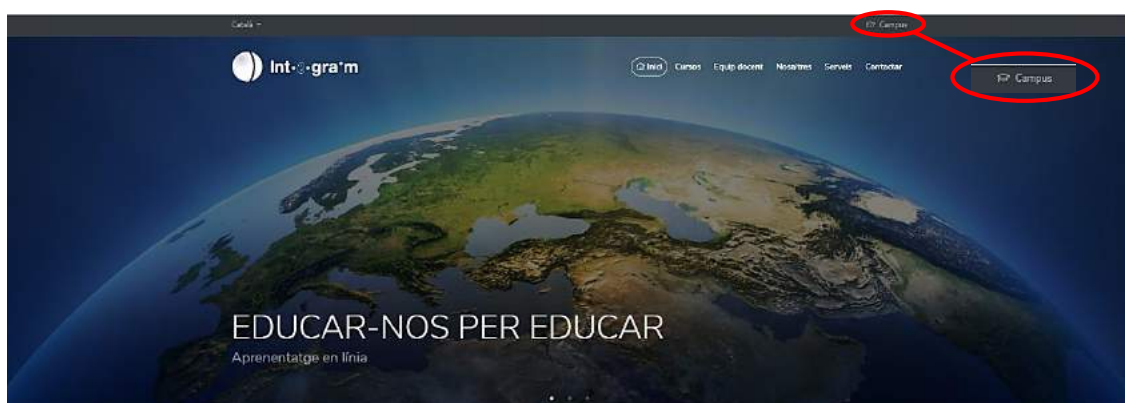 Català
Campus
Int·e·gra'm
Inici Cursos Equip docent Nosaltres Serveis Contactar
Campus
EDUCAR-NOS PER EDUCAR
Aprenentatge en línia